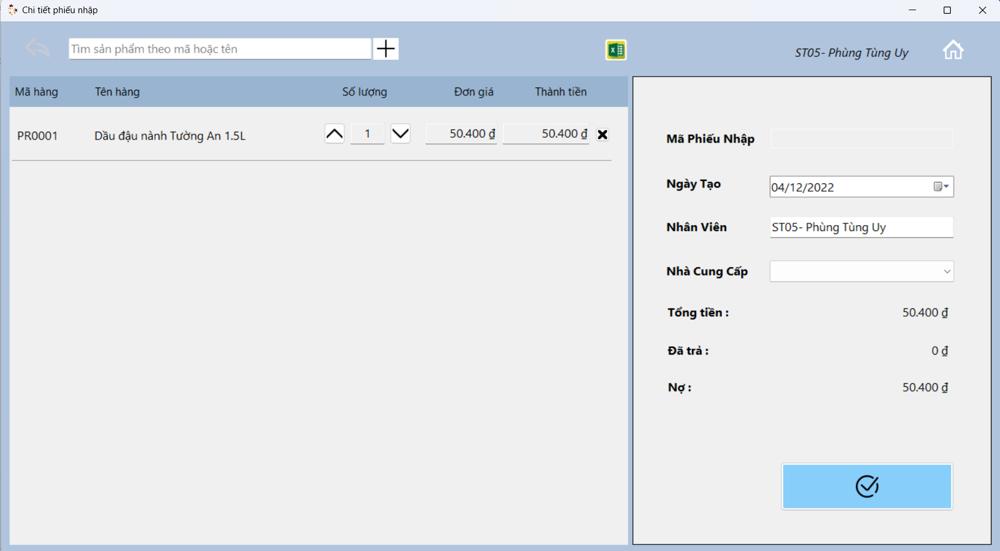 Chi tiết phiếu nhập
Tìm sản phẩm theo mã hoặc tên
ST05- Phùng Tùng Uy
Mã hàng Tên hàng Số lượng Đơn giá Thành tiền
PR0001 Dầu đậu nành Tường An 1.5L 1 50.400 ₫ 50.400 ₫
Mã Phiếu Nhập
Ngày Tạo 04/12/2022
Nhân Viên ST05- Phùng Tùng Uy
Nhà Cung Cấp
Tổng tiền : 50.400 ₫
Đã trả : 0 ₫
Nợ : 50.400 ₫